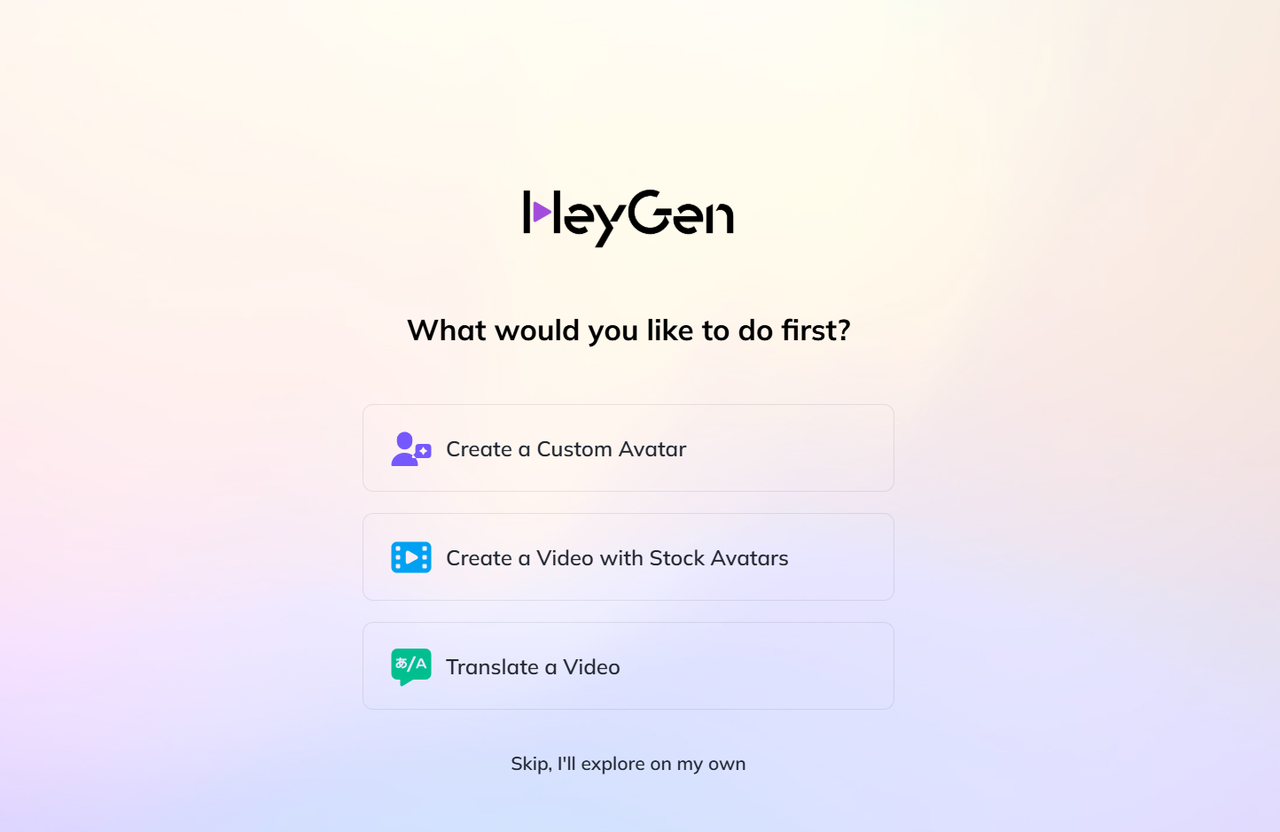 HeyGen
What would you like to do first?
Create a Custom Avatar
Create a Video with Stock Avatars
あ/A
Translate a Video
Skip, I'll explore on my own